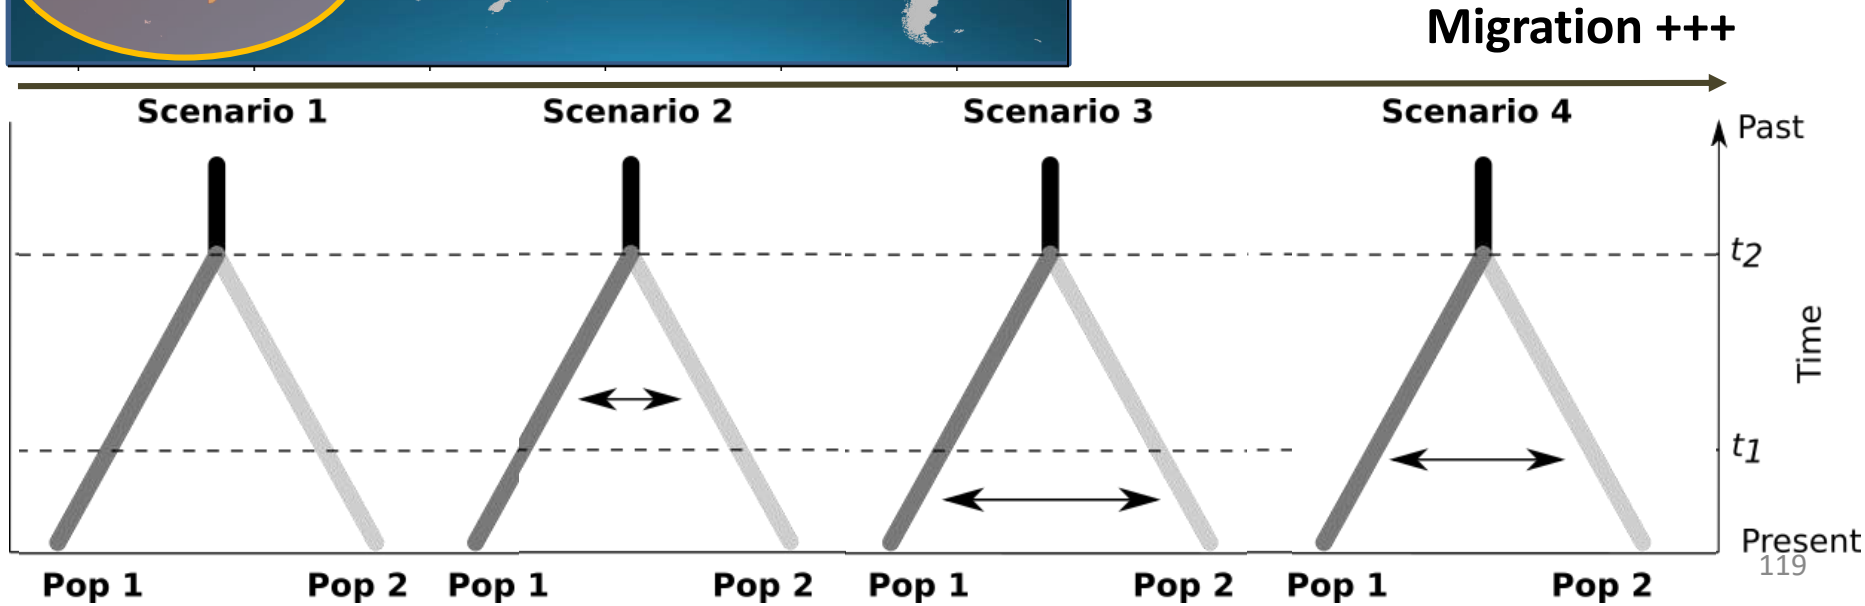 Migration +++
Scenario 1
Scenario 2
Scenario 3
Scenario 4
Past
t2
Time
t1
Present
119
Pop 1
Pop 2
Pop 1
Pop 2
Pop 1
Pop 2
Pop 1
Pop 2